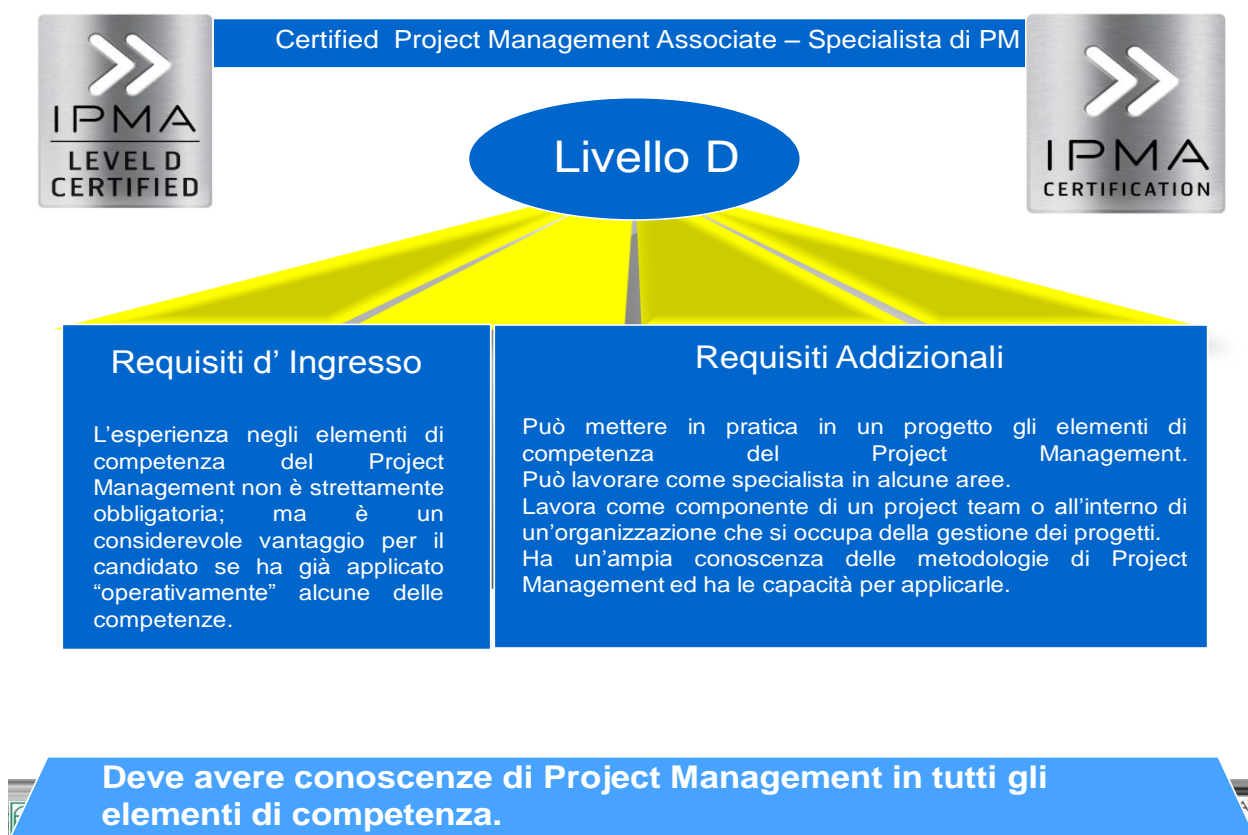 Certified  Project Management Associate – Specialista di PM
IPMA
LEVEL D
CERTIFIED
Livello D
IPMA
CERTIFICATION
Requisiti d’ Ingresso
L’esperienza negli elementi di
competenza del Project
Management non è strettamente
obbligatoria; ma è un
considerevole vantaggio per il
candidato se ha già applicato
“operativamente” alcune delle
competenze.
Requisiti Addizionali
Può mettere in pratica in un progetto gli elementi di
competenza del Project Management.
Può lavorare come specialista in alcune aree.
Lavora come componente di un project team o all’interno di
un’organizzazione che si occupa della gestione dei progetti.
Ha un’ampia conoscenza delle metodologie di Project
Management ed ha le capacità per applicarle.
Deve avere conoscenze di Project Management in tutti gli
elementi di competenza.